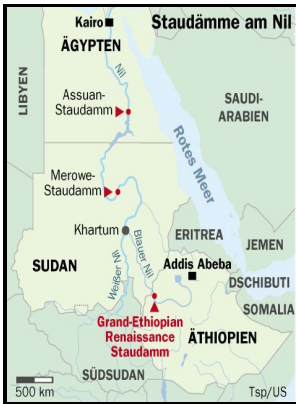 Staudämme am Nil
Kairo
ÄGYPTEN
Nil
LIBYEN
Assuan-
Staudamm
SAUDI-
ARABIEN
Rotes Meer
Merowe-
Staudamm
Khartum
ERITREA
JEMEN
SUDAN
Weißer N.
Blauer Nil
Addis Abeba
DSCHIBUTI
SOMALIA
Grand-Ethiopian
Renaissance
Staudamm
ÄTHIOPIEN
SÜDSUDAN
500 km
Tsp/US